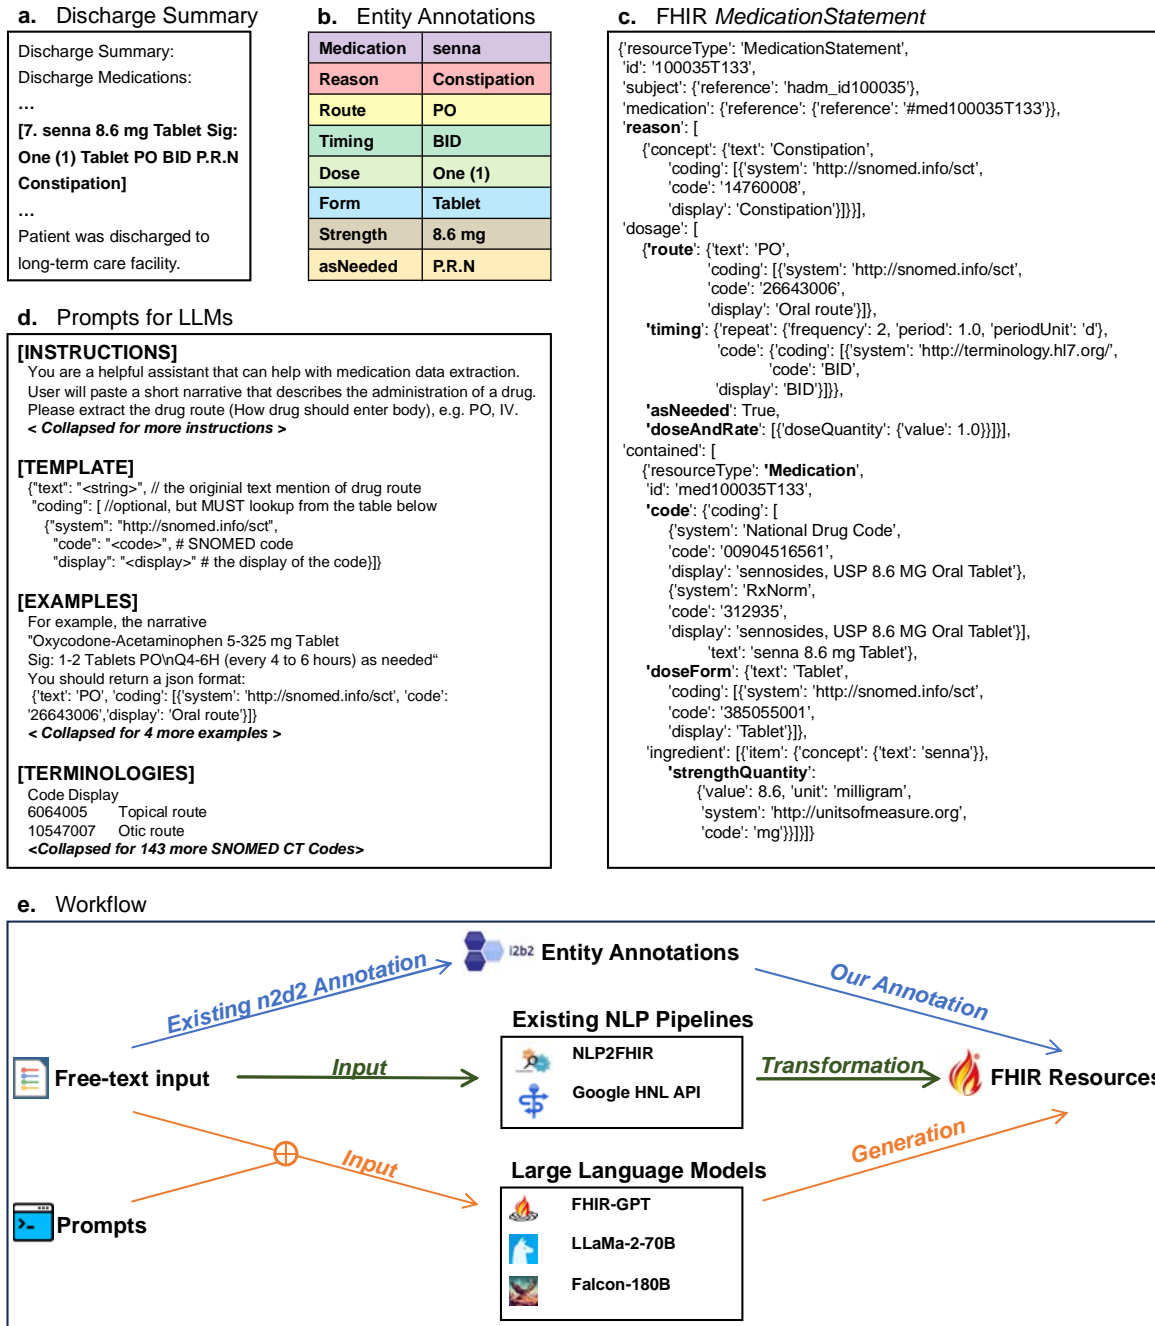 a. Discharge Summary
Discharge Summary:
Discharge Medications:
...
[7. senna 8.6 mg Tablet Sig:
One (1) Tablet PO BID P.R.N
Constipation]
...
Patient was discharged to
long-term care facility.
b. Entity Annotations
Medication senna
Reason Constipation
Route PO
Timing BID
Dose One (1)
Form Tablet
Strength 8.6 mg
asNeeded P.R.N
c. FHIR MedicationStatement
{'resourceType': 'MedicationStatement',
'id': '100035T133',
'subject': {'reference': 'hadm_id100035'},
'medication': {'reference': {'reference': '#med100035T133'}},
'reason': [
{'concept': {'text': 'Constipation',
'coding': [{'system': 'http://snomed.info/sct',
'code': '14760008',
'display': 'Constipation'}]}}],
'dosage': [
{'route': {'text': 'PO',
'coding': [{'system': 'http://snomed.info/sct',
'code': '26643006',
'display': 'Oral route'}]},
'timing': {'repeat': {'frequency': 2, 'period': 1.0, 'periodUnit': 'd'},
'code': {'coding': [{'system': 'http://terminology.hl7.org/',
'code': 'BID',
'display': 'BID'}]}},
'asNeeded': True,
'doseAndRate': [{'doseQuantity': {'value': 1.0}}]}],
'contained': [
{'resourceType': 'Medication',
'id': 'med100035T133',
'code': {'coding': [
{'system': 'National Drug Code',
'code': '00904516561',
'display': 'sennosides, USP 8.6 MG Oral Tablet'},
{'system': 'RxNorm',
'code': '312935',
'display': 'sennosides, USP 8.6 MG Oral Tablet'}],
'text': 'senna 8.6 mg Tablet'},
'doseForm': {'text': 'Tablet',
'coding': [{'system': 'http://snomed.info/sct',
'code': '385055001',
'display': 'Tablet'}]},
'ingredient': [{'item': {'concept': {'text': 'senna'}},
'strengthQuantity':
{'value': 8.6, 'unit': 'milligram',
'system': 'http://unitsofmeasure.org',
'code': 'mg'}}]}]}
d. Prompts for LLMs
[INSTRUCTIONS]
You are a helpful assistant that can help with medication data extraction.
User will paste a short narrative that describes the administration of a drug.
Please extract the drug route (How drug should enter body), e.g. PO, IV.
< Collapsed for more instructions >
[TEMPLATE]
{"text": "<string>", // the originial text mention of drug route
"coding": [ //optional, but MUST lookup from the table below
{"system": "http://snomed.info/sct",
"code": "<code>", # SNOMED code
"display": "<display>" # the display of the code}]}
[EXAMPLES]
For example, the narrative
"Oxycodone-Acetaminophen 5-325 mg Tablet
Sig: 1-2 Tablets PO\nQ4-6H (every 4 to 6 hours) as needed“
You should return a json format:
{'text': 'PO', 'coding': [{'system': 'http://snomed.info/sct', 'code':
'26643006','display': 'Oral route'}]}
< Collapsed for 4 more examples >
[TERMINOLOGIES]
Code Display
6064005 Topical route
10547007 Otic route
<Collapsed for 143 more SNOMED CT Codes>
e. Workflow
i2b2 Entity Annotations
Existing n2d2 Annotation
Our Annotation
Existing NLP Pipelines
NLP2FHIR
Google HNL API
Free-text input
Input
Transformation
FHIR Resources
Input
Generation
Large Language Models
FHIR-GPT
LLaMa-2-70B
Falcon-180B
Prompts